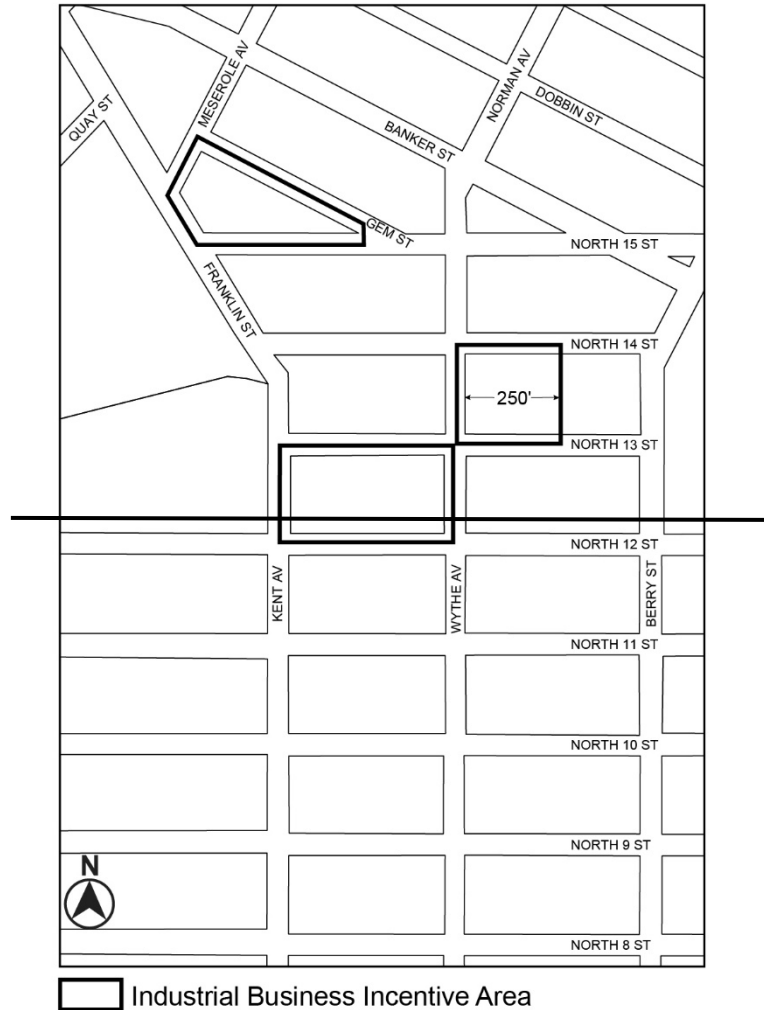 MESEROLE AV
NORMAN AV
QUAY ST
DOBBIN ST
BANKER ST
GEM ST
NORTH 15 ST
FRANKLIN ST
NORTH 14 ST
250'
NORTH 13 ST
NORTH 12 ST
KENT AV
WYTHE AV
BERRY ST
NORTH 11 ST
NORTH 10 ST
NORTH 9 ST
N
NORTH 8 ST
Industrial Business Incentive Area